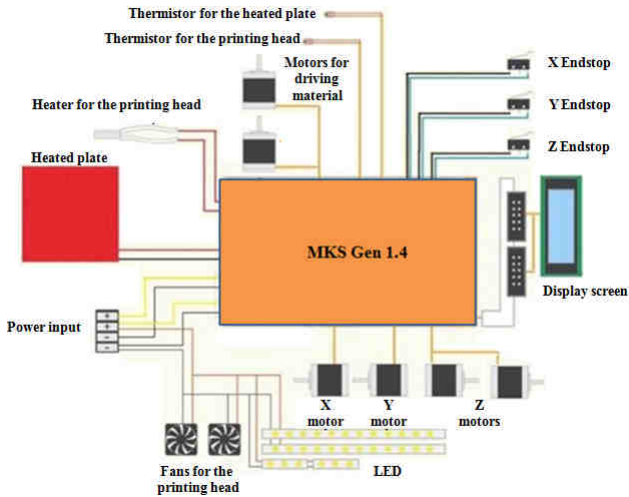 Thermistor for the heated plate
Thermistor for the printing head
Motors for
driving
material
X Endstop
Y Endstop
Z Endstop
Heater for the printing head
Heated plate
MKS Gen 1.4
Display screen
Power input
+
+
-
-
X
motor
Y
motor
Z
motors
Fans for the
printing head
LED